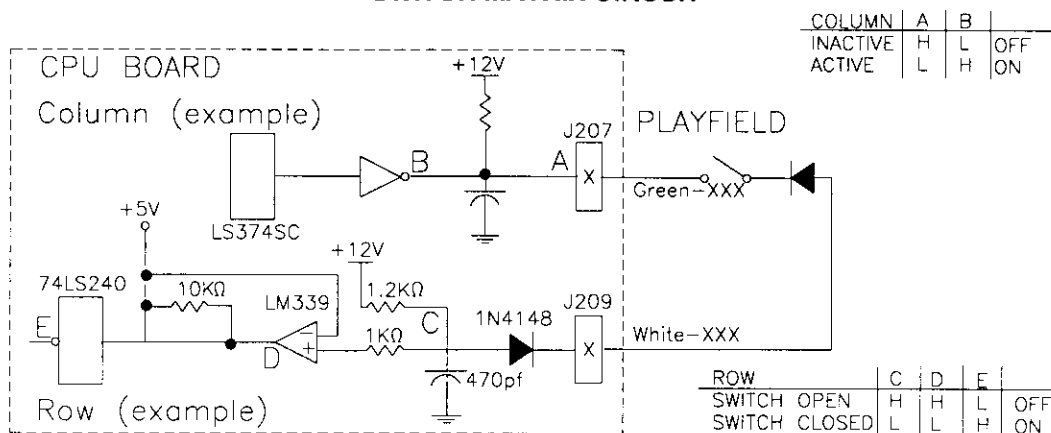 COLUMN A B
INACTIVE H L OFF
ACTIVE L H ON
CPU BOARD
Column (example)
+12V
J207
PLAYFIELD
B
A
X
Green-XXX
LS374SC
+5V
+12V
74LS240
10KΩ
LM339
1.2KΩ
C
1N4148
J209
E
D
1KΩ
X
White-XXX
470pf
Row (example)
ROW C D E
SWITCH OPEN H H L OFF
SWITCH CLOSED L L H ON